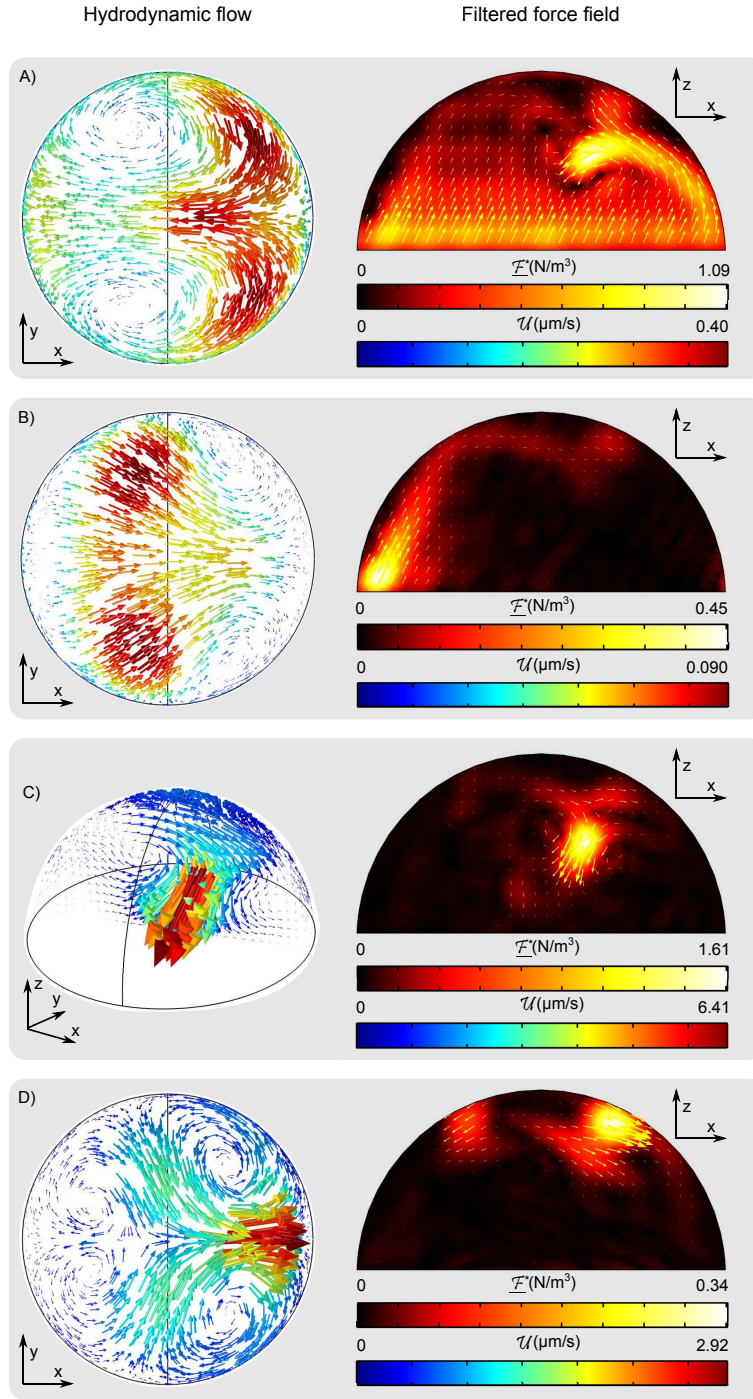 Hydrodynamic flow
Filtered force field
A)
z
x
0 ℱ*(N/m³) 1.09
0 𝒰(μm/s) 0.40
y
x
B)
z
x
0 ℱ*(N/m³) 0.45
0 𝒰(μm/s) 0.090
y
x
C)
z
x
0 ℱ*(N/m³) 1.61
0 𝒰(μm/s) 6.41
z
y
x
D)
z
x
0 ℱ*(N/m³) 0.34
0 𝒰(μm/s) 2.92
y
x